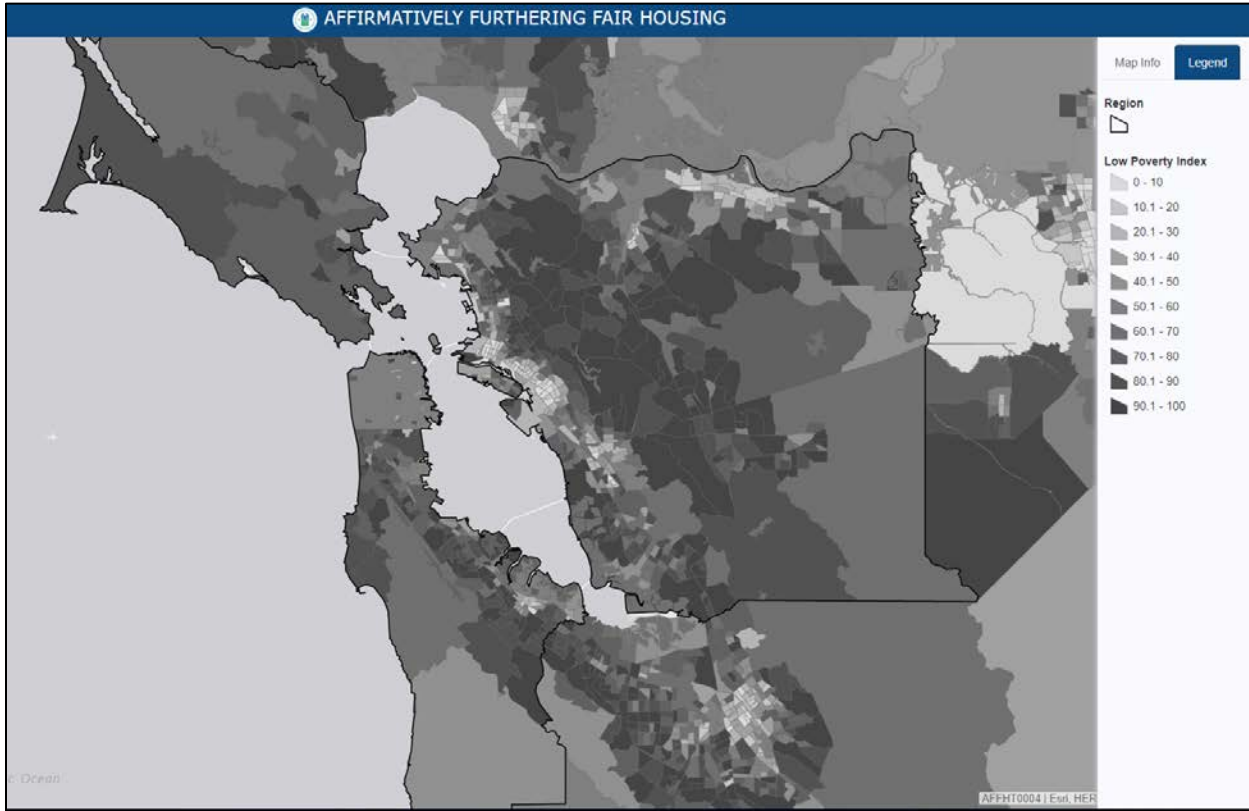 AFFIRMATIVELY FURTHERING FAIR HOUSING
Map Info Legend
Region
Low Poverty Index
0 - 10
10.1 - 20
20.1 - 30
30.1 - 40
40.1 - 50
50.1 - 60
60.1 - 70
70.1 - 80
80.1 - 90
90.1 - 100
c Ocean
AFFHT0004 | Esri, HER